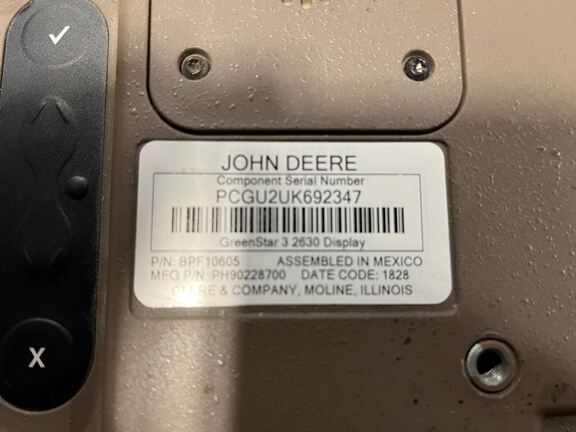 JOHN DEERE
Component Serial Number
PCGU2UK692347
GreenStar 3 2630 Display
P/N: BPF10605 ASSEMBLED IN MEXICO
MFG P/N: PH90228700 DATE CODE: 1828
DEERE & COMPANY, MOLINE, ILLINOIS
X